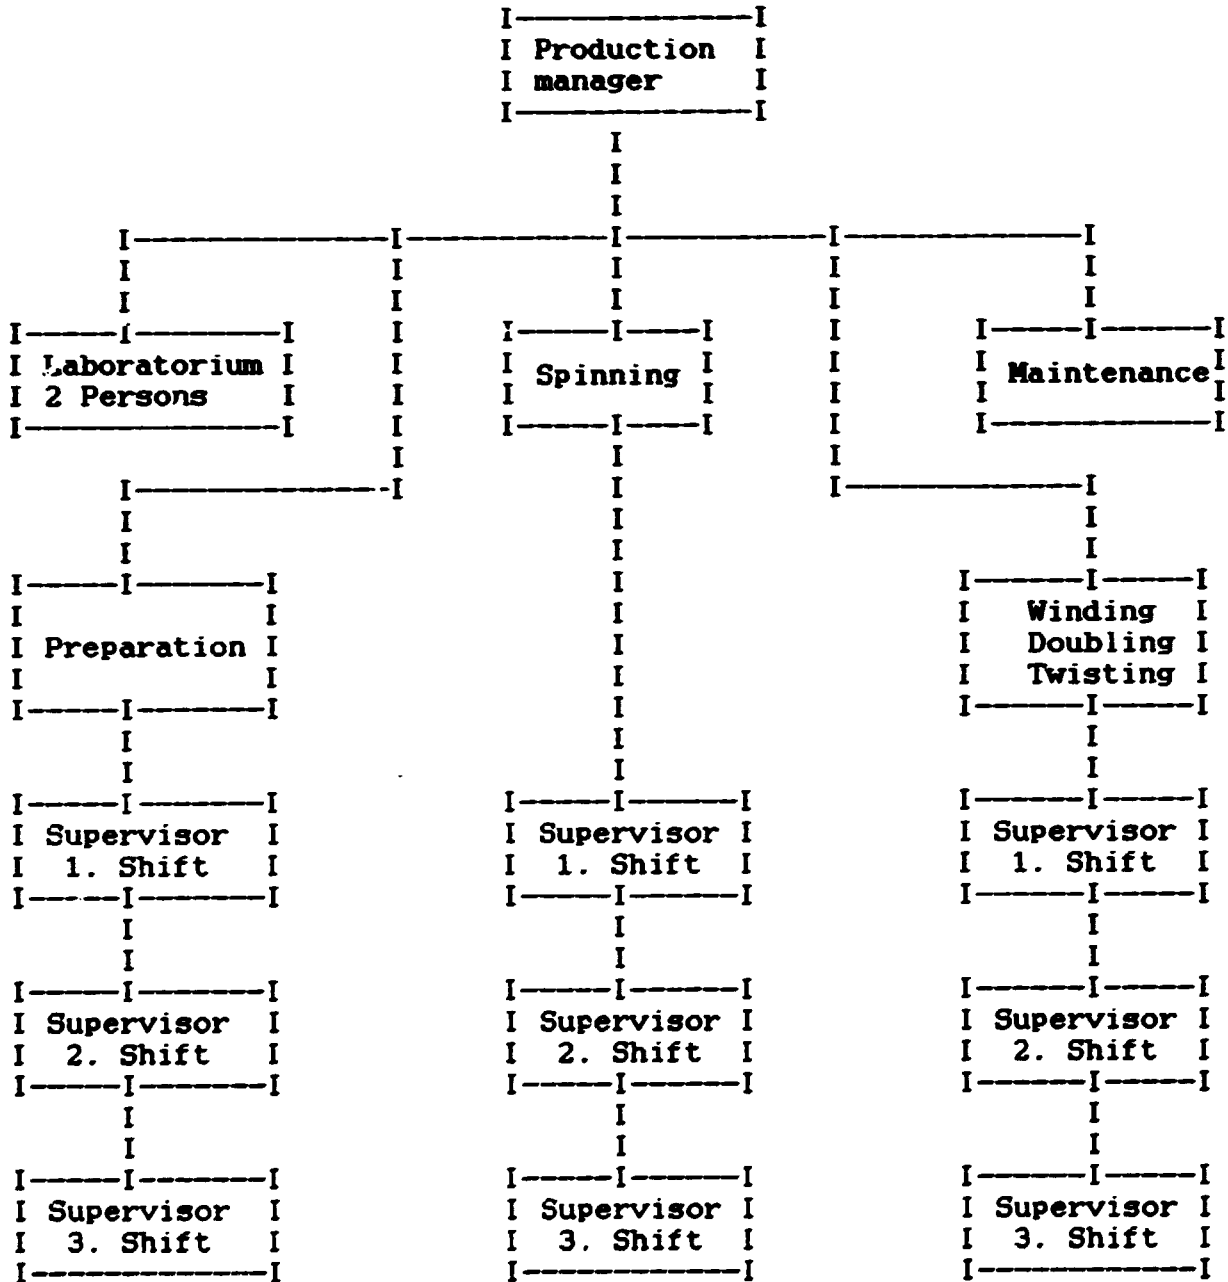 Production
manager
Laboratorium
2 Persons
Spinning
Maintenance
Preparation
Winding
Doubling
Twisting
Supervisor
1. Shift
Supervisor
1. Shift
Supervisor
1. Shift
Supervisor
2. Shift
Supervisor
2. Shift
Supervisor
2. Shift
Supervisor
3. Shift
Supervisor
3. Shift
Supervisor
3. Shift